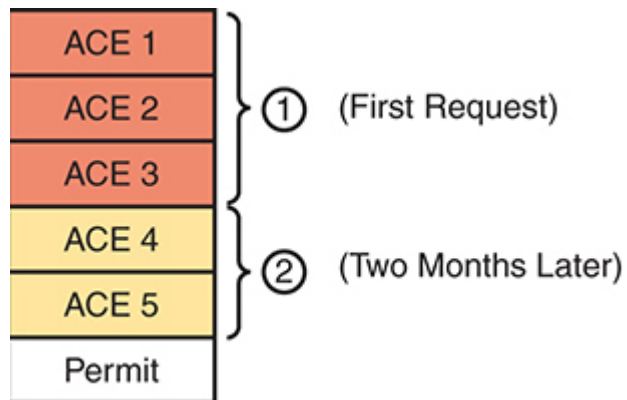 ACE 1
ACE 2
ACE 3
1 (First Request)
ACE 4
ACE 5
2 (Two Months Later)
Permit